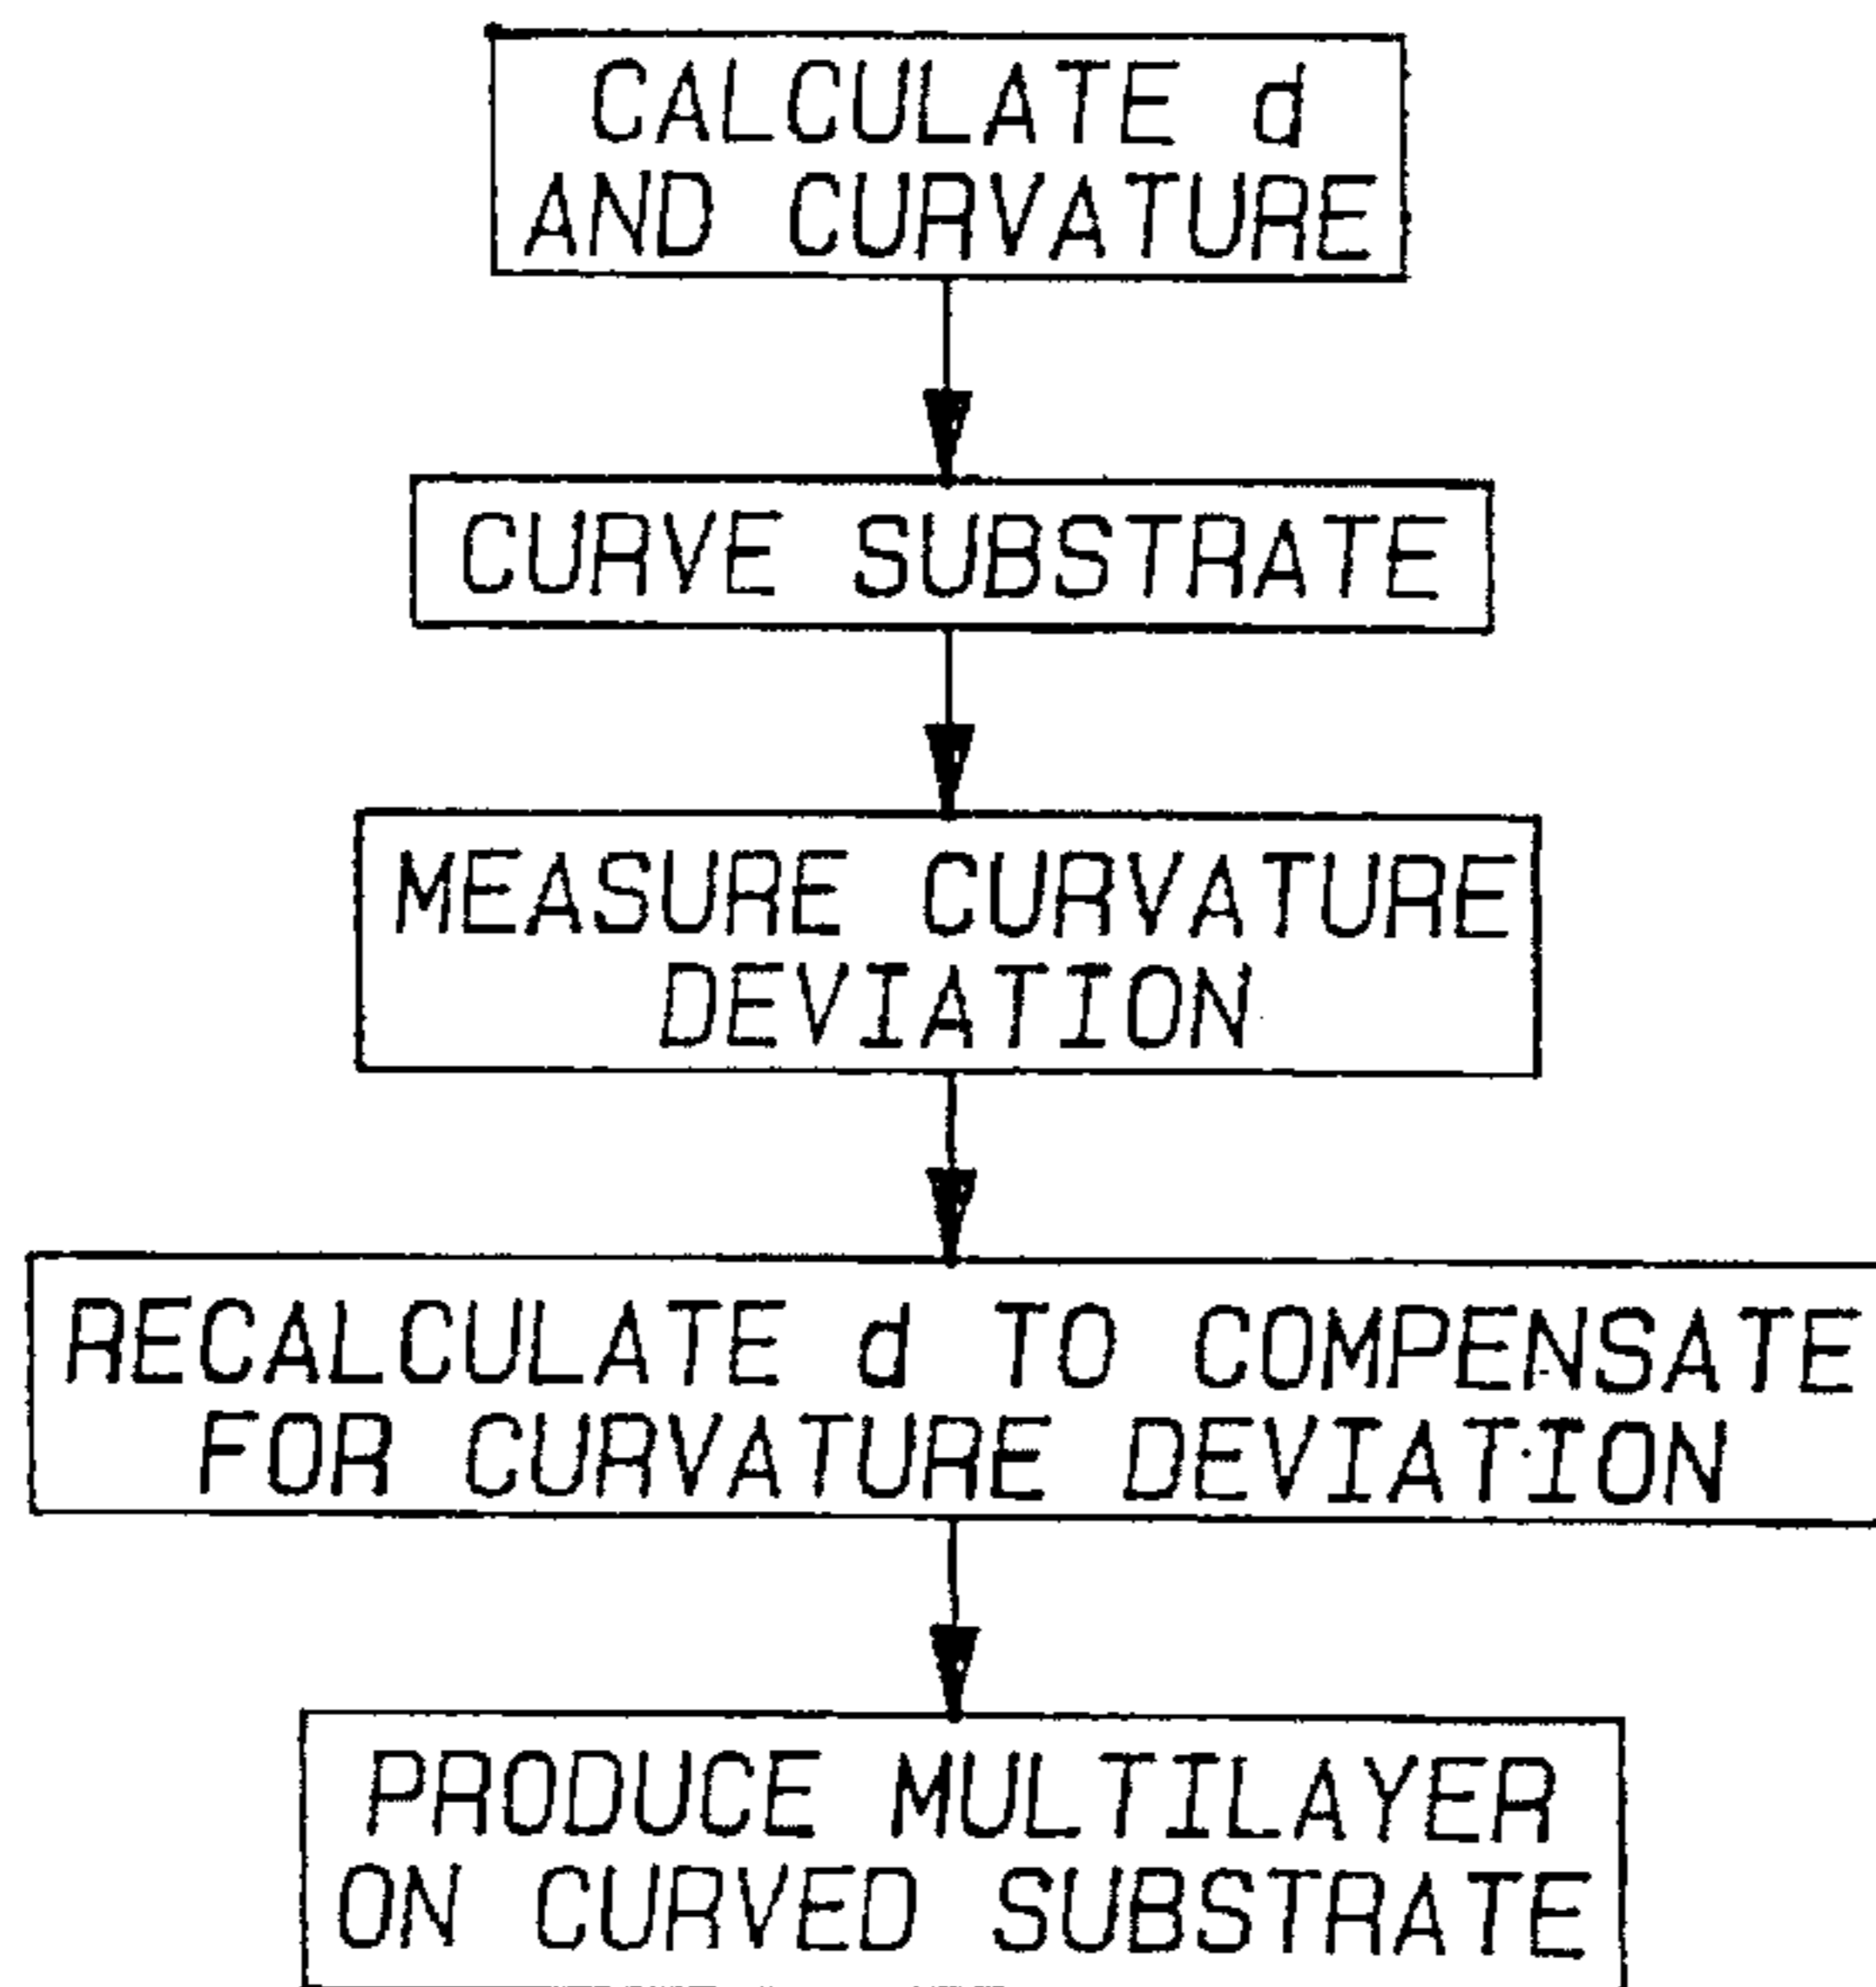 CALCULATE d
AND CURVATURE
CURVE SUBSTRATE
MEASURE CURVATURE
DEVIATION
RECALCULATE d TO COMPENSATE
FOR CURVATURE DEVIATION
PRODUCE MULTILAYER
ON CURVED SUBSTRATE